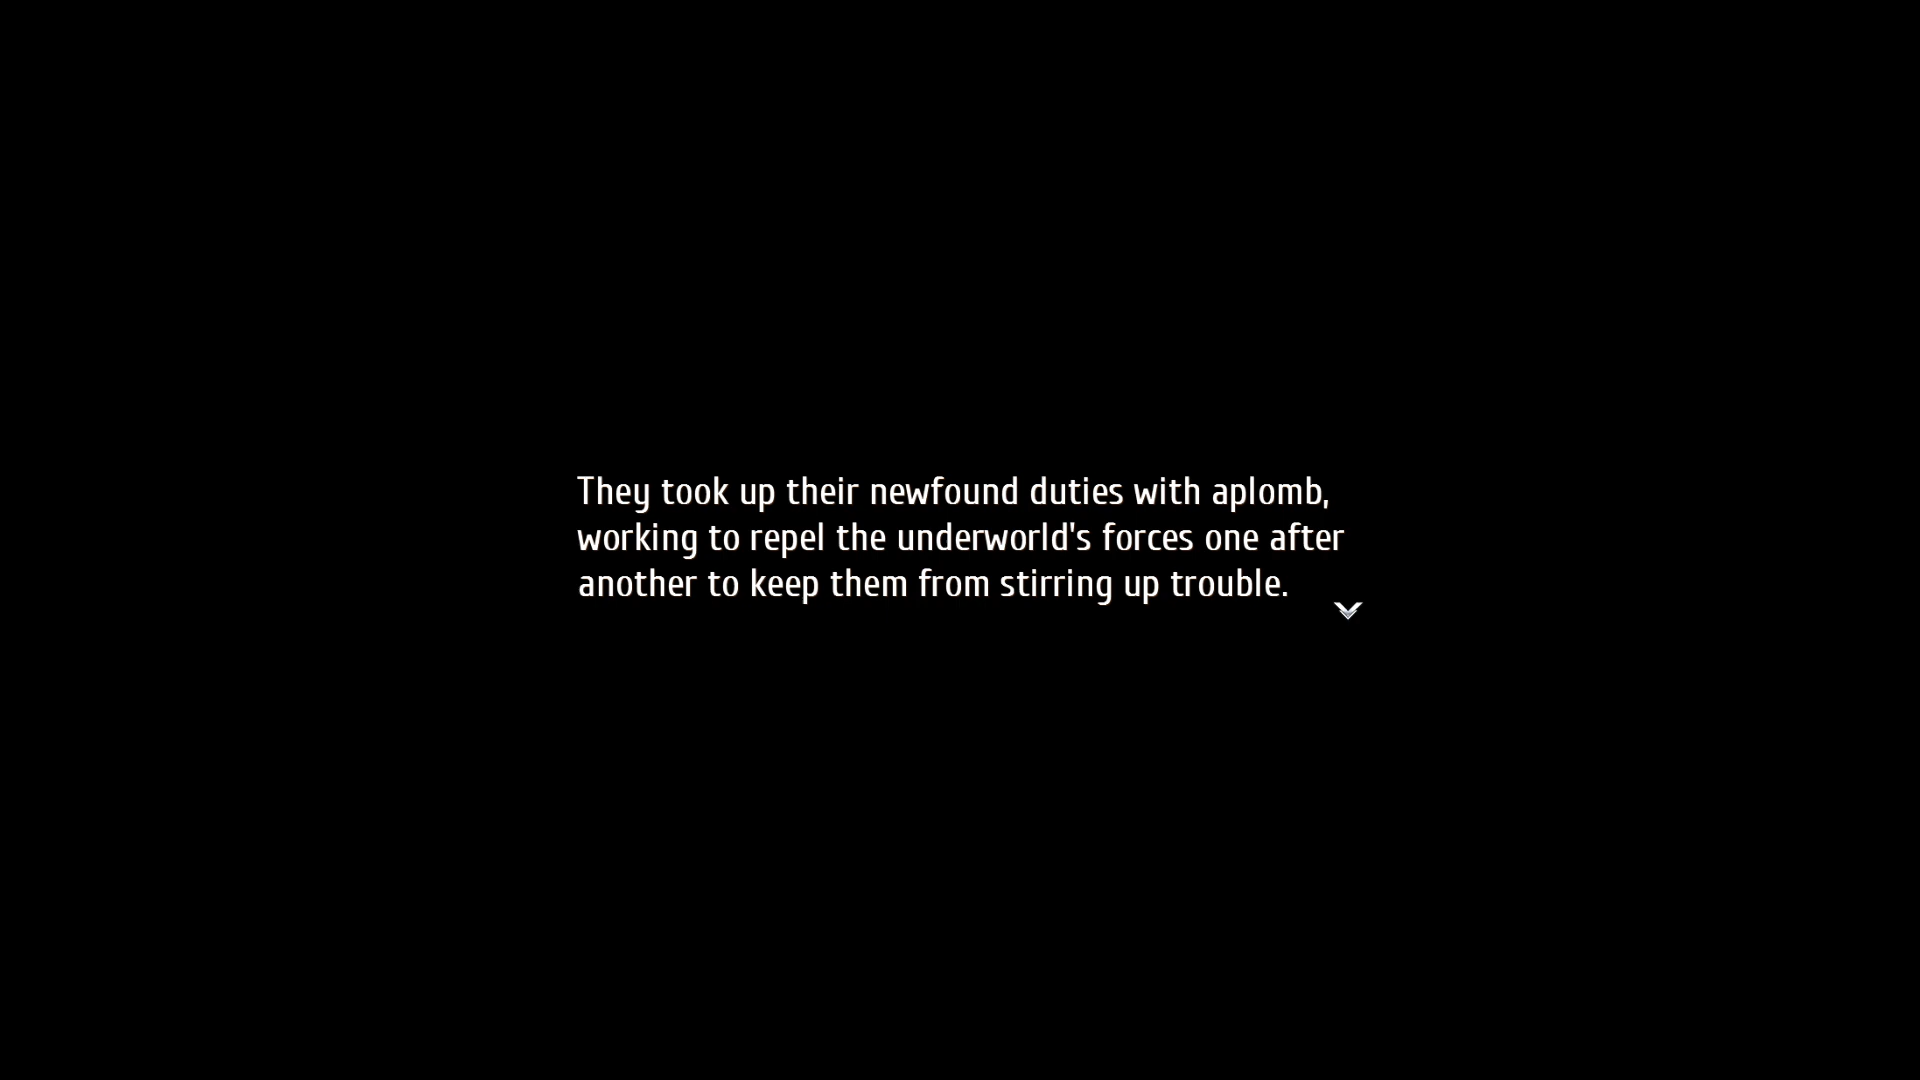 They took up their newfound duties with aplomb,
working to repel the underworld's forces one after
another to keep them from stirring up trouble.